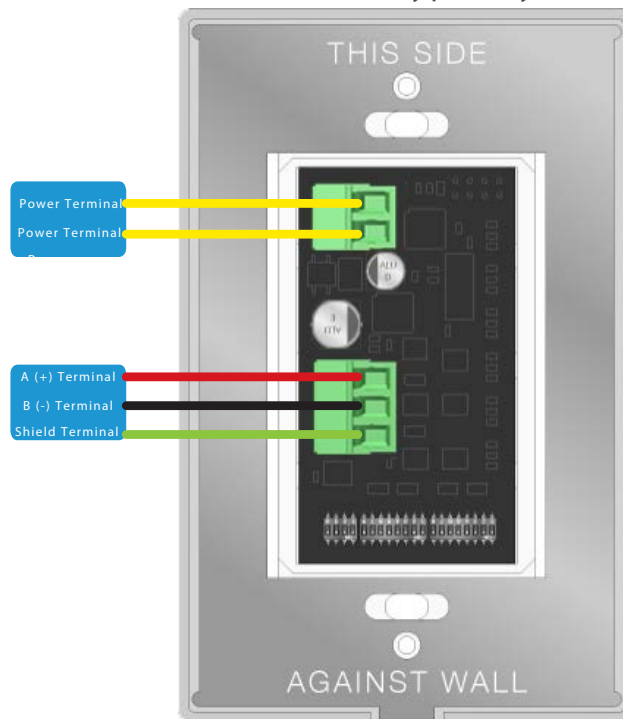 THIS SIDE
Power Terminal
Power Terminal
A (+) Terminal
B (-) Terminal
Shield Terminal
AGAINST WALL